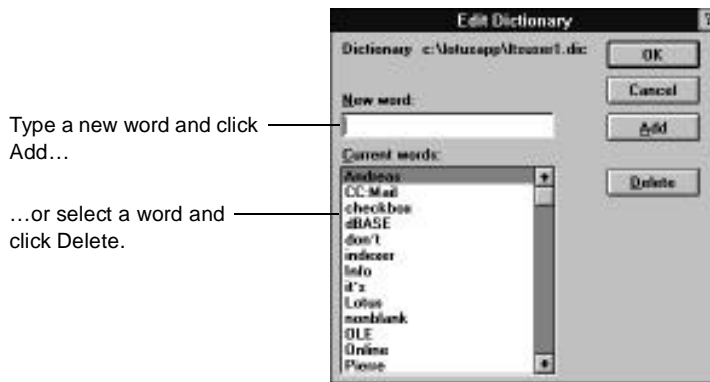 Edit Dictionary
?
Dictionary c:\lotusapp\ltsuser1.dic
OK
Cancel
New word:
Add
Type a new word and click
Add…
Current words:
Delete
Andreas
CC:Mail
checkbox
dBASE
don't
indexer
Info
it's
Lotus
nonblank
OLE
Online
Pierre
…or select a word and
click Delete.